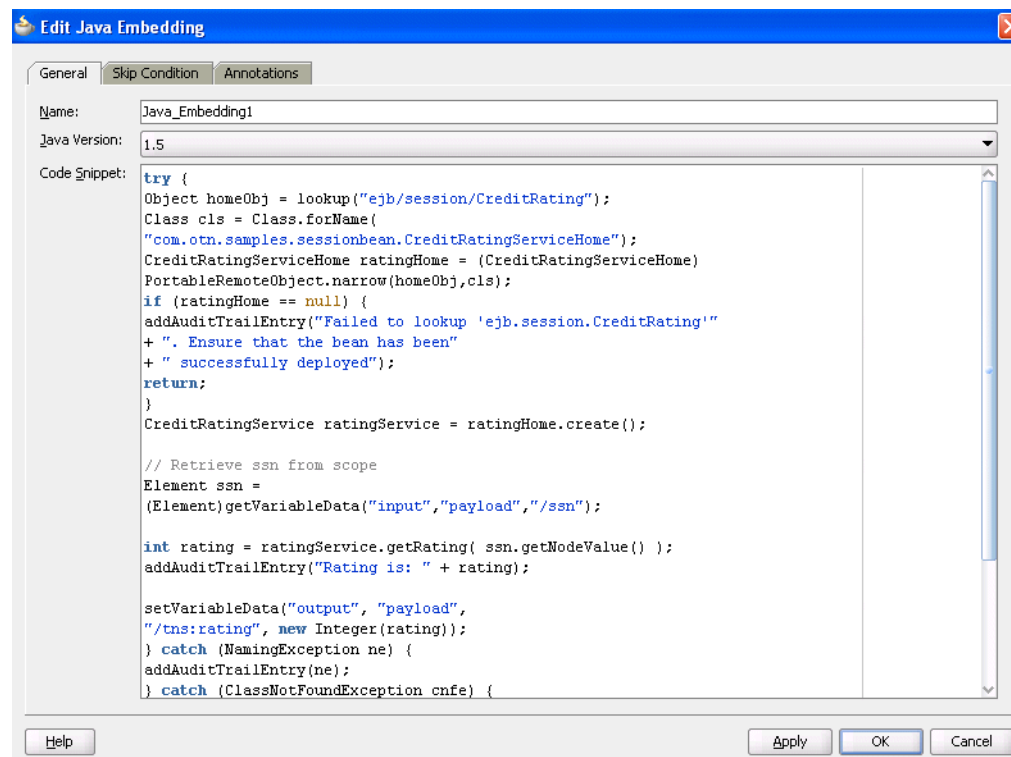 Edit Java Embedding
General Skip Condition Annotations
Name: Java_Embedding1
Java Version: 1.5
Code Snippet:
try {
Object homeObj = lookup("ejb/session/CreditRating");
Class cls = Class.forName(
"com.otn.samples.sessionbean.CreditRatingServiceHome");
CreditRatingServiceHome ratingHome = (CreditRatingServiceHome)
PortableRemoteObject.narrow(homeObj,cls);
if (ratingHome == null) {
addAuditTrailEntry("Failed to lookup 'ejb.session.CreditRating'"
+ ". Ensure that the bean has been"
+ " successfully deployed");
return;
}
CreditRatingService ratingService = ratingHome.create();
// Retrieve ssn from scope
Element ssn =
(Element)getVariableData("input","payload","/ssn");
int rating = ratingService.getRating( ssn.getNodeValue() );
addAuditTrailEntry("Rating is: " + rating);
setVariableData("output", "payload",
"/tns:rating", new Integer(rating));
} catch (NamingException ne) {
addAuditTrailEntry(ne);
} catch (ClassNotFoundException cnfe) {
Help Apply OK Cancel